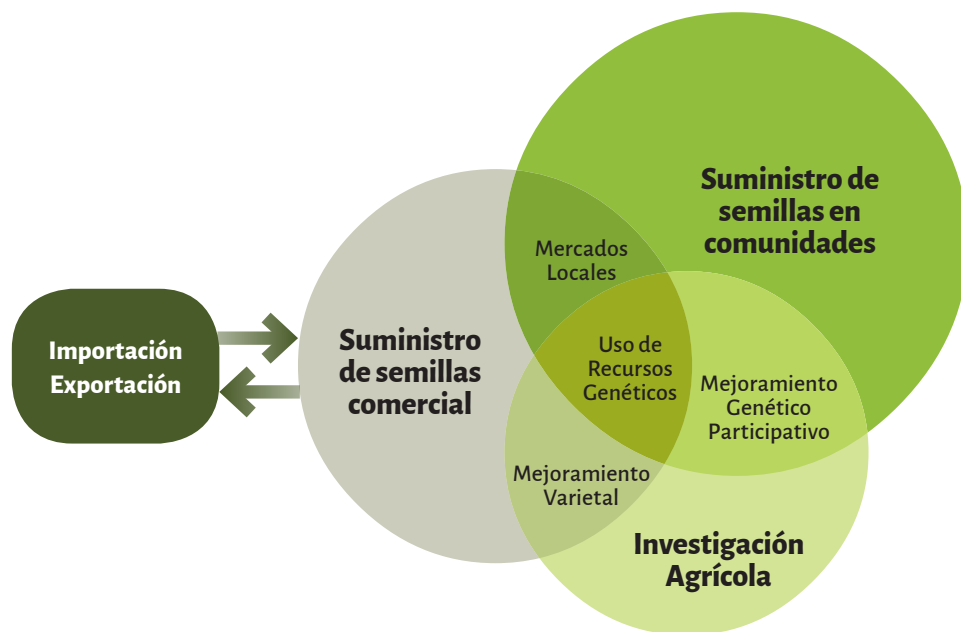 Suministro de
semillas en
comunidades
Mercados
Locales
Importación
Exportación
Suministro
de semillas
comercial
Uso de
Recursos
Genéticos
Mejoramiento
Genético
Participativo
Mejoramiento
Varietal
Investigación
Agrícola